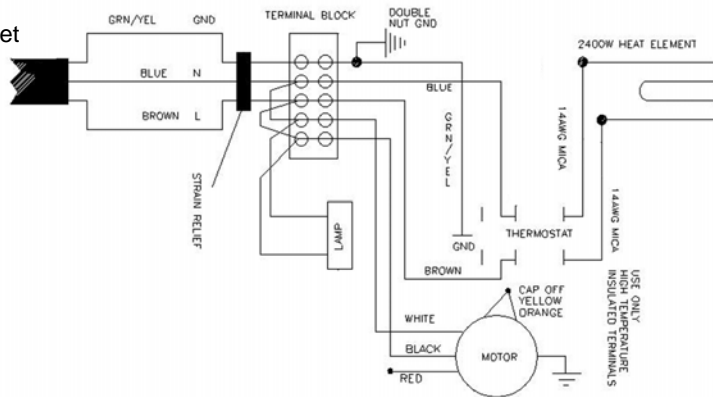 et
GRN/YEL GND
TERMINAL BLOCK
DOUBLE
NUT GND
2400W HEAT ELEMENT
BLUE N
BLUE
BROWN L
GRN/YEL
14AWG MICA
14AWG MICA
STRAIN RELIEF
LAMP
GND
THERMOSTAT
BROWN
USE ONLY
HIGH TEMPERATURE
INSULATED TERMINALS
CAP OFF
YELLOW
ORANGE
WHITE
BLACK
MOTOR
RED